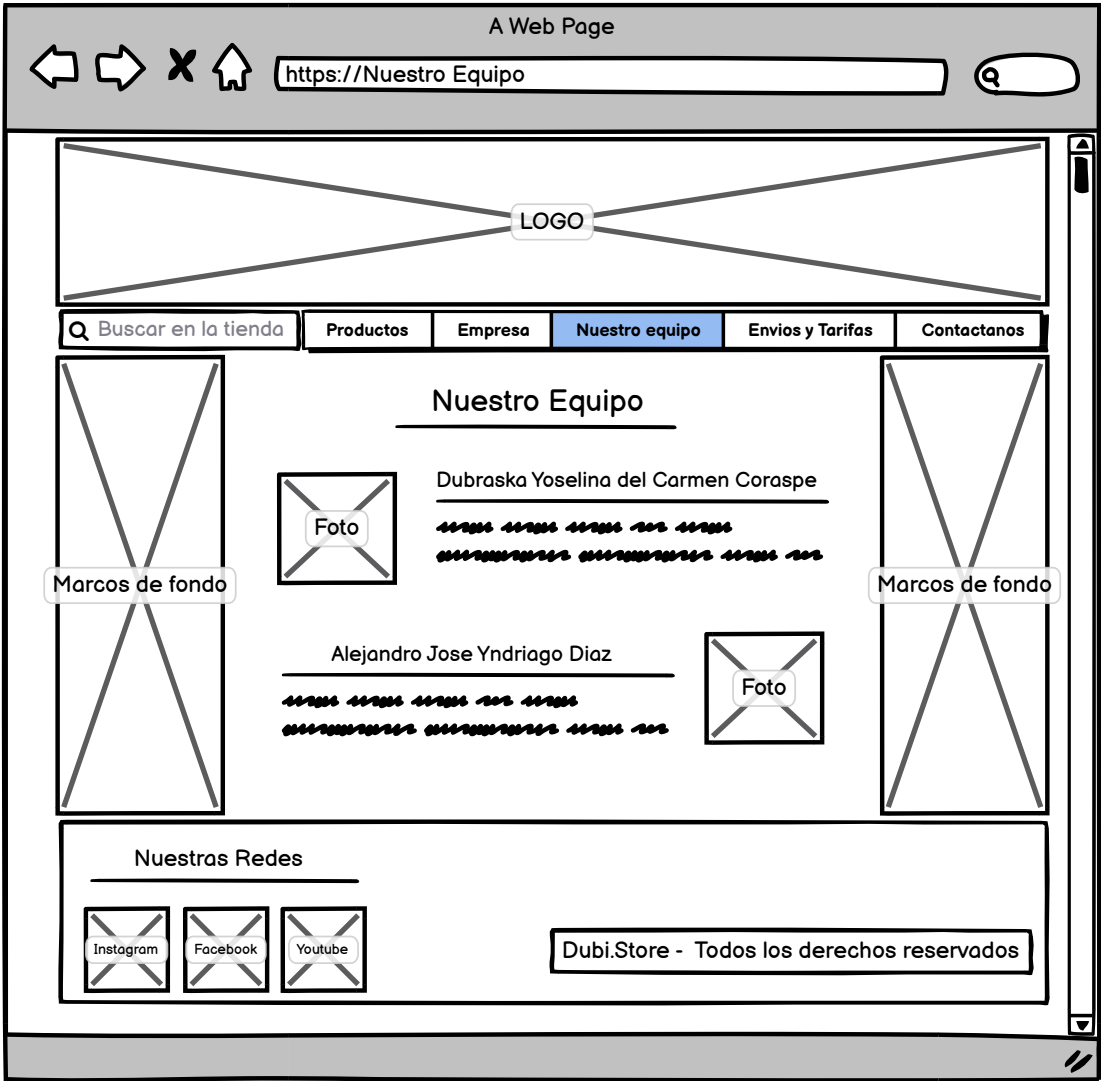 A Web Page
https://Nuestro Equipo
LOGO
Buscar en la tienda
Productos
Empresa
Nuestro equipo
Envios y Tarifas
Contactanos
Nuestro Equipo
Dubraska Yoselina del Carmen Coraspe
Foto
Marcos de fondo
Marcos de fondo
Alejandro Jose Yndriago Diaz
Foto
Nuestras Redes
Instagram
Facebook
Youtube
Dubi.Store - Todos los derechos reservados